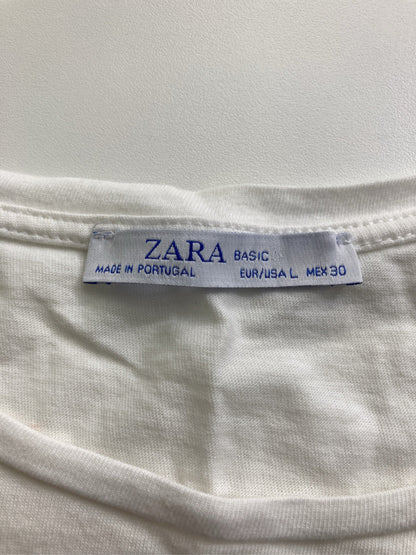 ZARA BASIC
MADE IN PORTUGAL EUR/USA L MEX 30